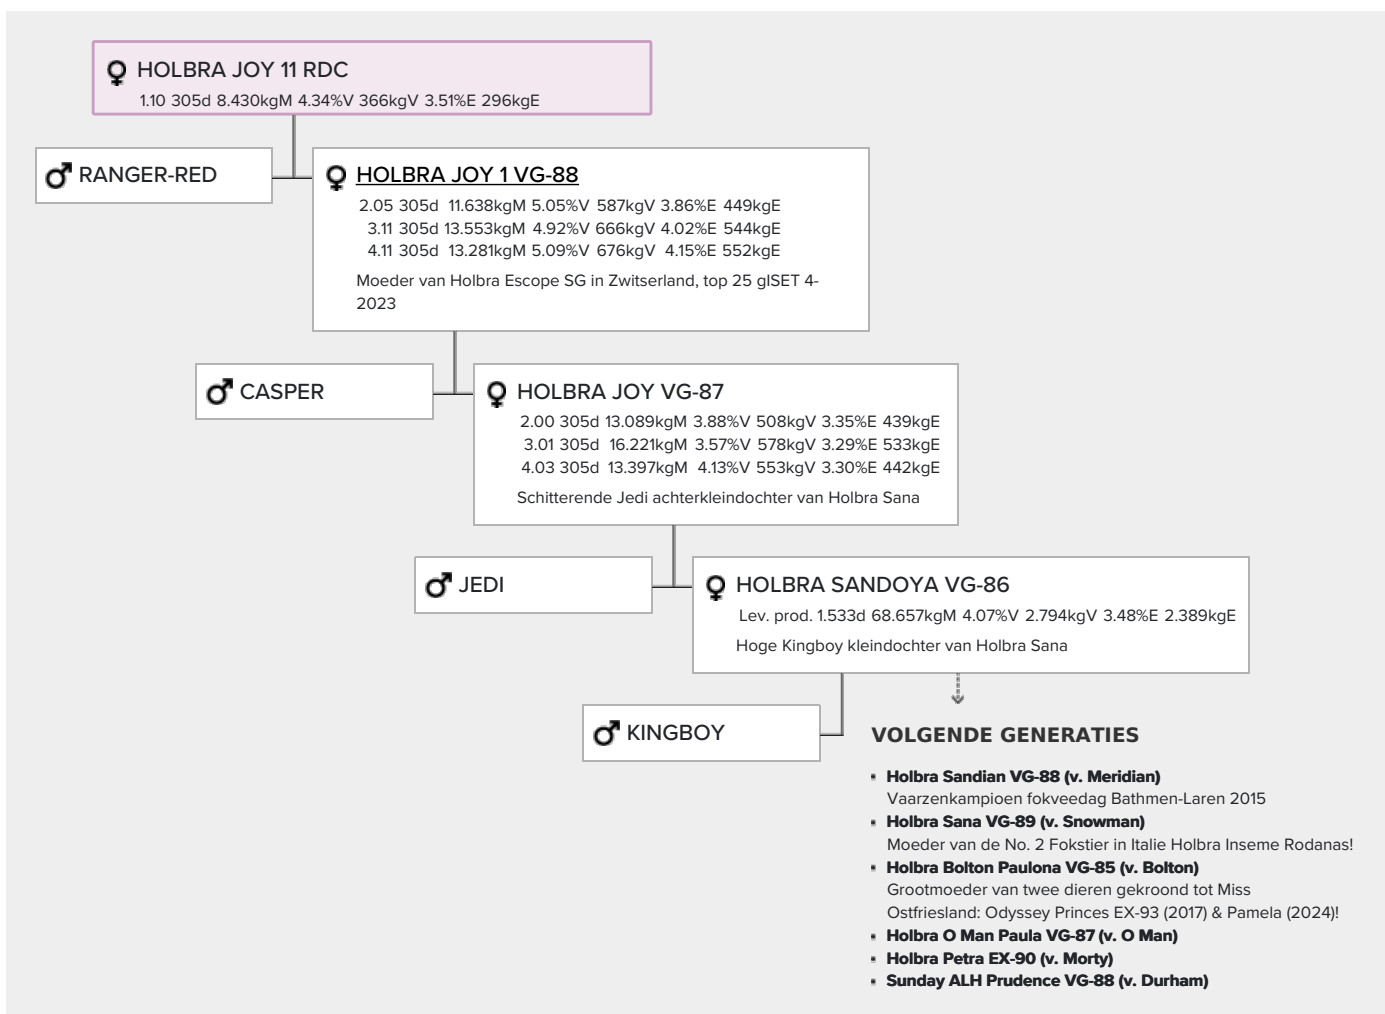 HOLBRA JOY 11 RDC
1.10 305d 8.430kgM 4.34%V 366kgV 3.51%E 296kgE
RANGER-RED
HOLBRA JOY 1 VG-88
2.05 305d 11.638kgM 5.05%V 587kgV 3.86%E 449kgE
3.11 305d 13.553kgM 4.92%V 666kgV 4.02%E 544kgE
4.11 305d 13.281kgM 5.09%V 676kgV 4.15%E 552kgE
Moeder van Holbra Escope SG in Zwitserland, top 25 gISET 4-
2023
CASPER
HOLBRA JOY VG-87
2.00 305d 13.089kgM 3.88%V 508kgV 3.35%E 439kgE
3.01 305d 16.221kgM 3.57%V 578kgV 3.29%E 533kgE
4.03 305d 13.397kgM 4.13%V 553kgV 3.30%E 442kgE
Schitterende Jedi achterkleindochter van Holbra Sana
JEDI
HOLBRA SANDOYA VG-86
Lev. prod. 1.533d 68.657kgM 4.07%V 2.794kgV 3.48%E 2.389kgE
Hoge Kingboy kleindochter van Holbra Sana
KINGBOY
VOLGENDE GENERATIES
Holbra Sandian VG-88 (v. Meridian)
Vaarzenkampioen fokveedag Bathmen-Laren 2015
Holbra Sana VG-89 (v. Snowman)
Moeder van de No. 2 Fokstier in Italie Holbra Inseme Rodanas!
Holbra Bolton Paulona VG-85 (v. Bolton)
Grootmoeder van twee dieren gekroond tot Miss
Ostfriesland: Odyssey Princes EX-93 (2017) & Pamela (2024)!
Holbra O Man Paula VG-87 (v. O Man)
Holbra Petra EX-90 (v. Morty)
Sunday ALH Prudence VG-88 (v. Durham)